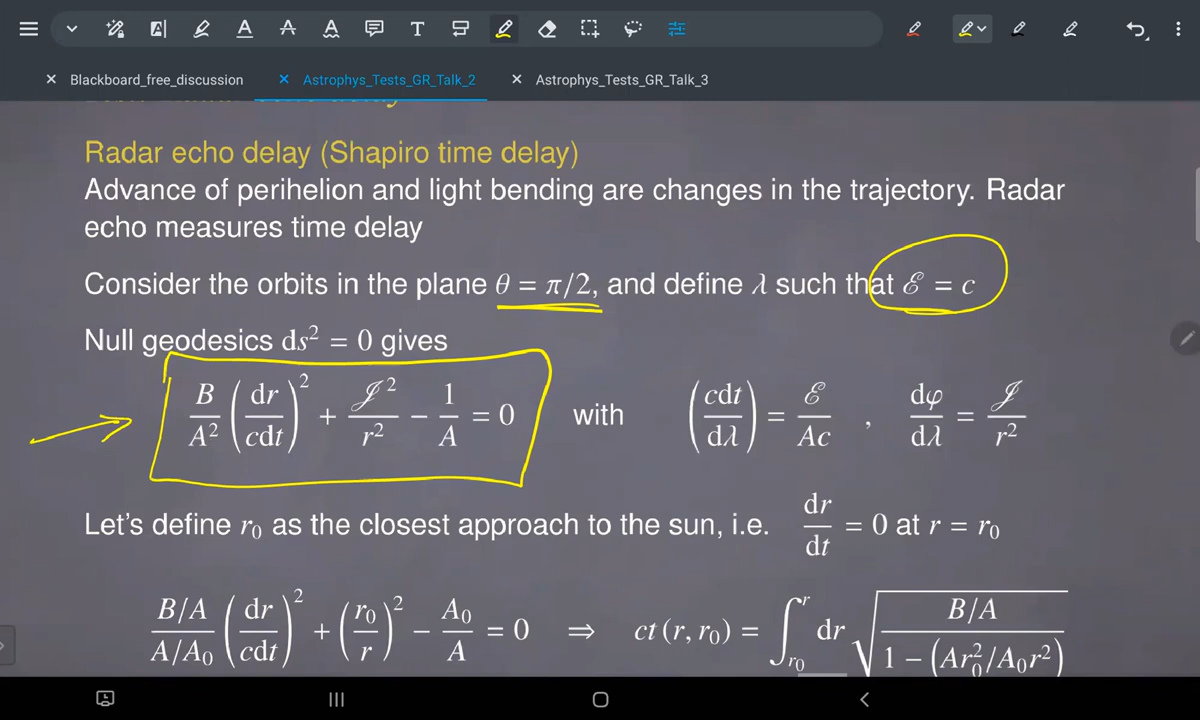 Blackboard_free_discussion
Astrophys_Tests_GR_Talk_2
Astrophys_Tests_GR_Talk_3
Radar echo delay (Shapiro time delay)
Advance of perihelion and light bending are changes in the trajectory. Radar
echo measures time delay
Consider the orbits in the plane θ = π/2, and define λ such that ℰ = c
Null geodesics ds² = 0 gives
B/A² (dr/cdt)² + 𝒥²/r² − 1/A = 0 with (cdt/dλ) = ℰ/Ac , dφ/dλ = 𝒥/r²
Let's define r₀ as the closest approach to the sun, i.e. dr/dt = 0 at r = r₀
(B/A)/(A/A₀) (dr/cdt)² + (r₀/r)² − A₀/A = 0 ⇒ ct(r, r₀) = ∫_{r₀}^{r} dr √((B/A)/(1 − (Ar₀²/A₀r²)))